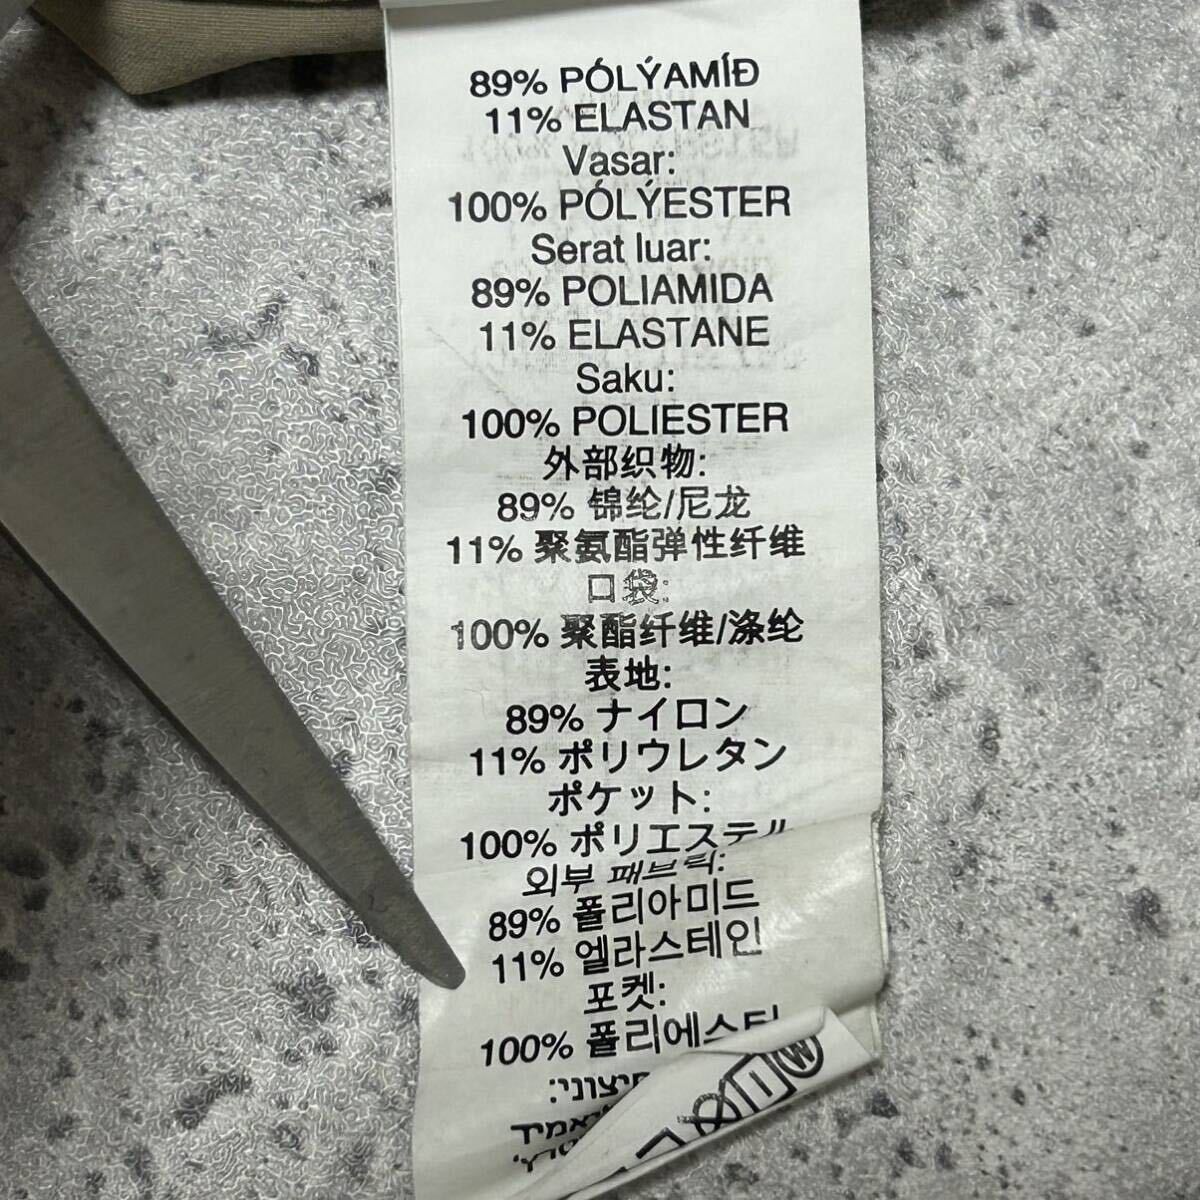 89% PÓLÝAMÍÐ
11% ELASTAN
Vasar:
100% PÓLÝESTER
Serat luar:
89% POLIAMIDA
11% ELASTANE
Saku:
100% POLIESTER
外部织物:
89% 锦纶/尼龙
11% 聚氨酯弹性纤维
口袋:
100% 聚酯纤维/涤纶
表地:
89% ナイロン
11% ポリウレタン
ポケット:
100% ポリエステル
외부 패브릭:
89% 폴리아미드
11% 엘라스테인
포켓:
100% 폴리에스터